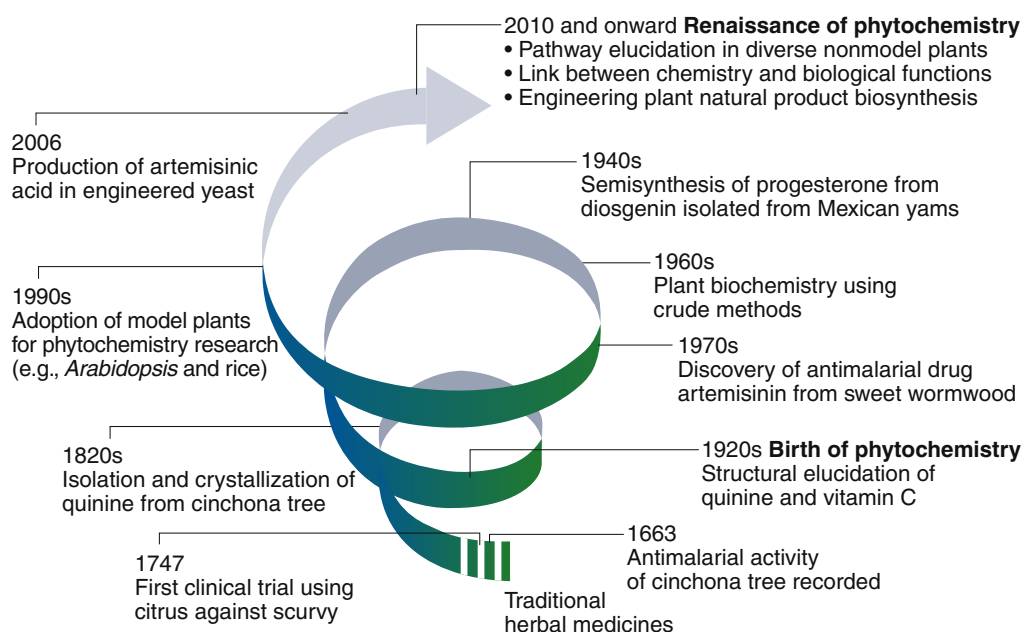 2010 and onward Renaissance of phytochemistry
• Pathway elucidation in diverse nonmodel plants
• Link between chemistry and biological functions
• Engineering plant natural product biosynthesis
2006
Production of artemisinic
acid in engineered yeast
1940s
Semisynthesis of progesterone from
diosgenin isolated from Mexican yams
1960s
Plant biochemistry using
crude methods
1990s
Adoption of model plants
for phytochemistry research
(e.g., Arabidopsis and rice)
1970s
Discovery of antimalarial drug
artemisinin from sweet wormwood
1820s
Isolation and crystallization of
quinine from cinchona tree
1920s Birth of phytochemistry
Structural elucidation of
quinine and vitamin C
1747
First clinical trial using
citrus against scurvy
1663
Antimalarial activity
of cinchona tree recorded
Traditional
herbal medicines